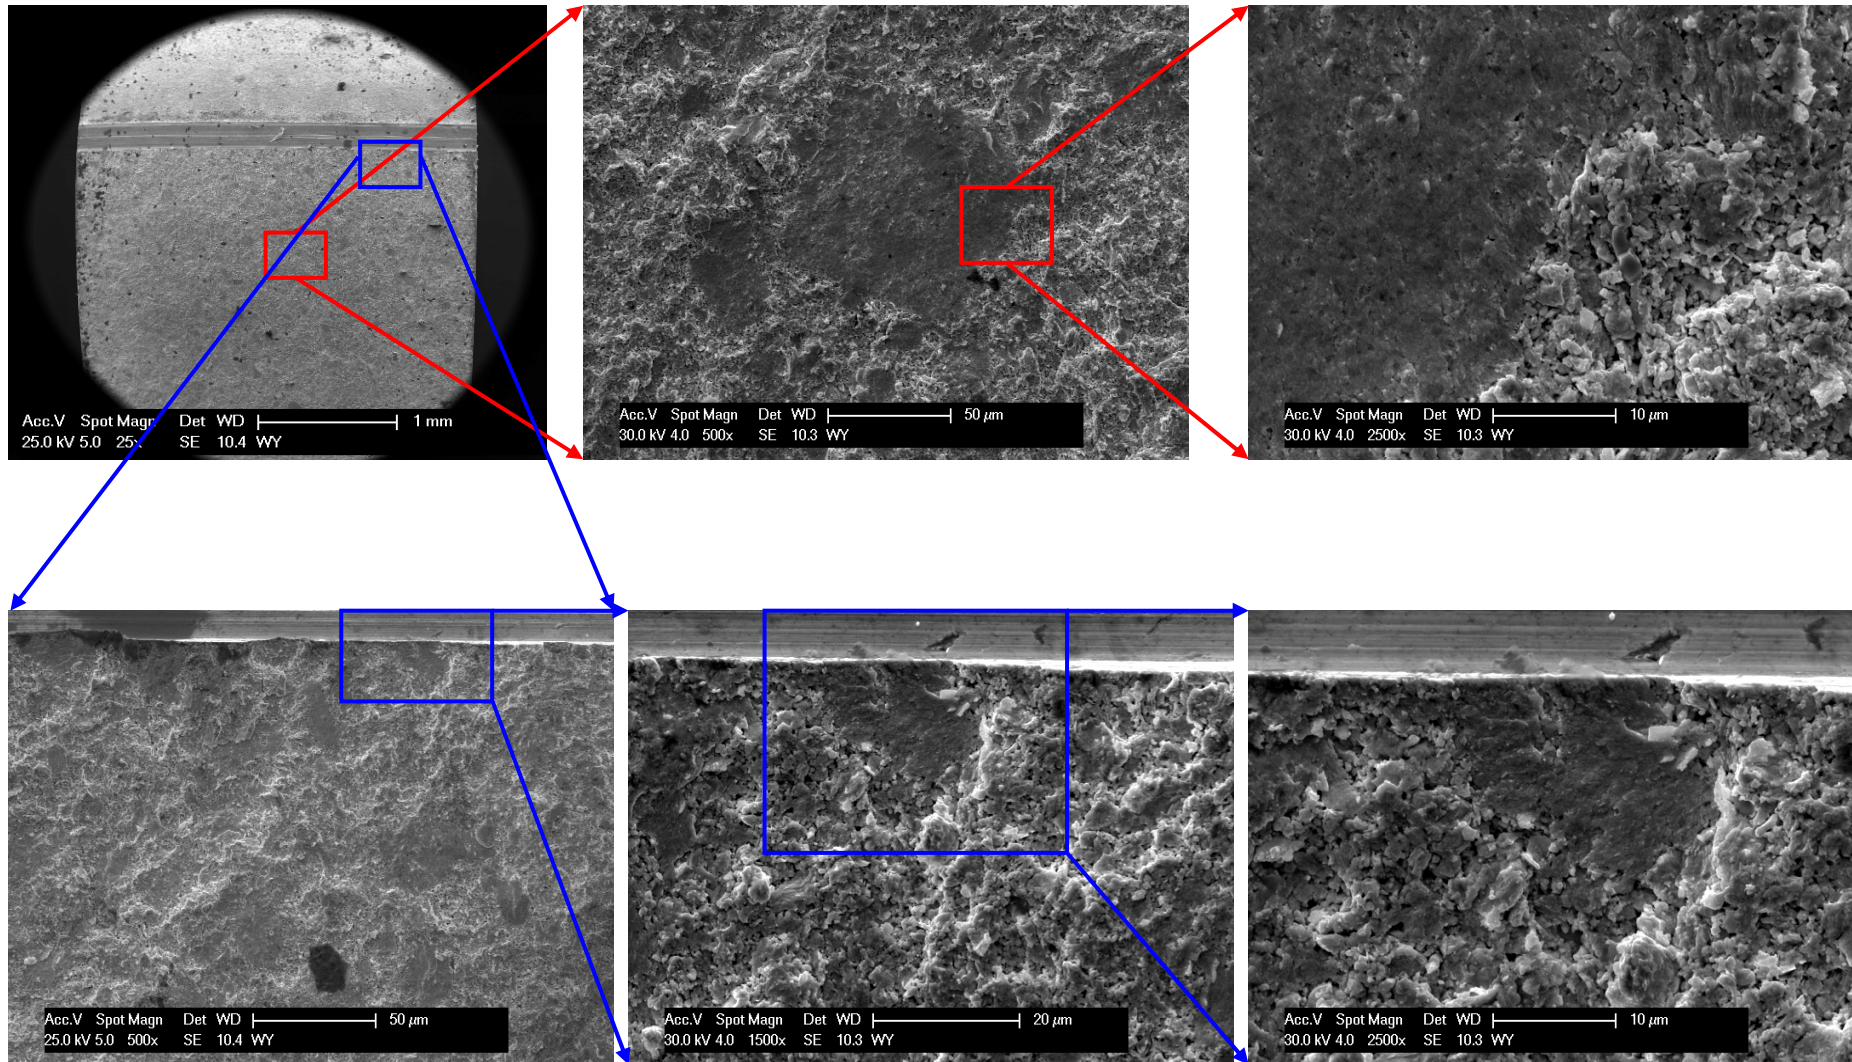 Acc.V Spot Magn Det WD 1 mm
25.0 kV 5.0 25x SE 10.4 WY
Acc.V Spot Magn Det WD 50 µm
30.0 kV 4.0 500x SE 10.3 WY
Acc.V Spot Magn Det WD 10 µm
30.0 kV 4.0 2500x SE 10.3 WY
Acc.V Spot Magn Det WD 50 µm
25.0 kV 5.0 500x SE 10.4 WY
Acc.V Spot Magn Det WD 20 µm
30.0 kV 4.0 1500x SE 10.3 WY
Acc.V Spot Magn Det WD 10 µm
30.0 kV 4.0 2500x SE 10.3 WY